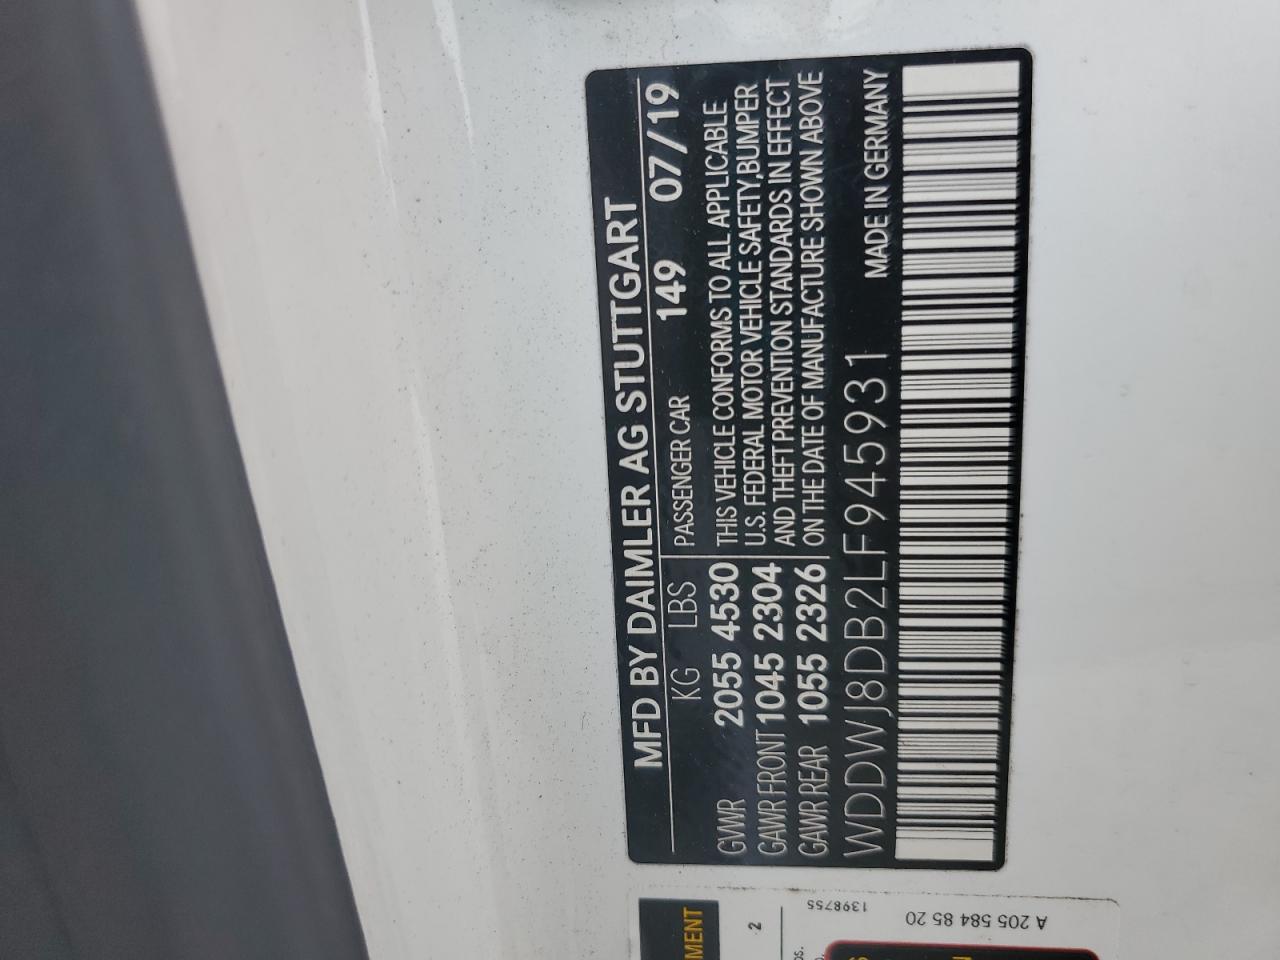 MFD BY DAIMLER AG STUTTGART
KG LBS PASSENGER CAR 149 07/19
GVWR 2055 4530 THIS VEHICLE CONFORMS TO ALL APPLICABLE
U.S. FEDERAL MOTOR VEHICLE SAFETY,BUMPER
GAWR FRONT 1045 2304 AND THEFT PREVENTION STANDARDS IN EFFECT
GAWR REAR 1055 2326 ON THE DATE OF MANUFACTURE SHOWN ABOVE
WDDWJ8DB2LF945931 MADE IN GERMANY
MENT
2
1398755
A 205 584 85 20